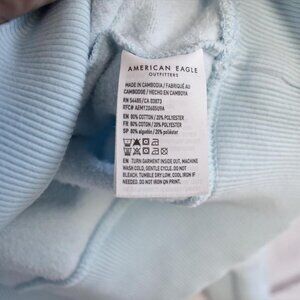 AMERICAN EAGLE
OUTFITTERS
MADE IN CAMBODIA / FABRIQUÉ AU
CAMBODGE / HECHO EN CAMBOYA
RN 54485/CA 03873
EN 80% COTTON/20% POLYESTER
FR 80% COTON/20% POLYESTER
SP 80% algodón/20% poliéster
EN: TURN GARMENT INSIDE OUT, MACHINE
WASH COLD, GENTLE CYCLE. DO NOT
BLEACH. TUMBLE DRY LOW, COOL IRON IF
NEEDED. DO NOT IRON ON PRINT.